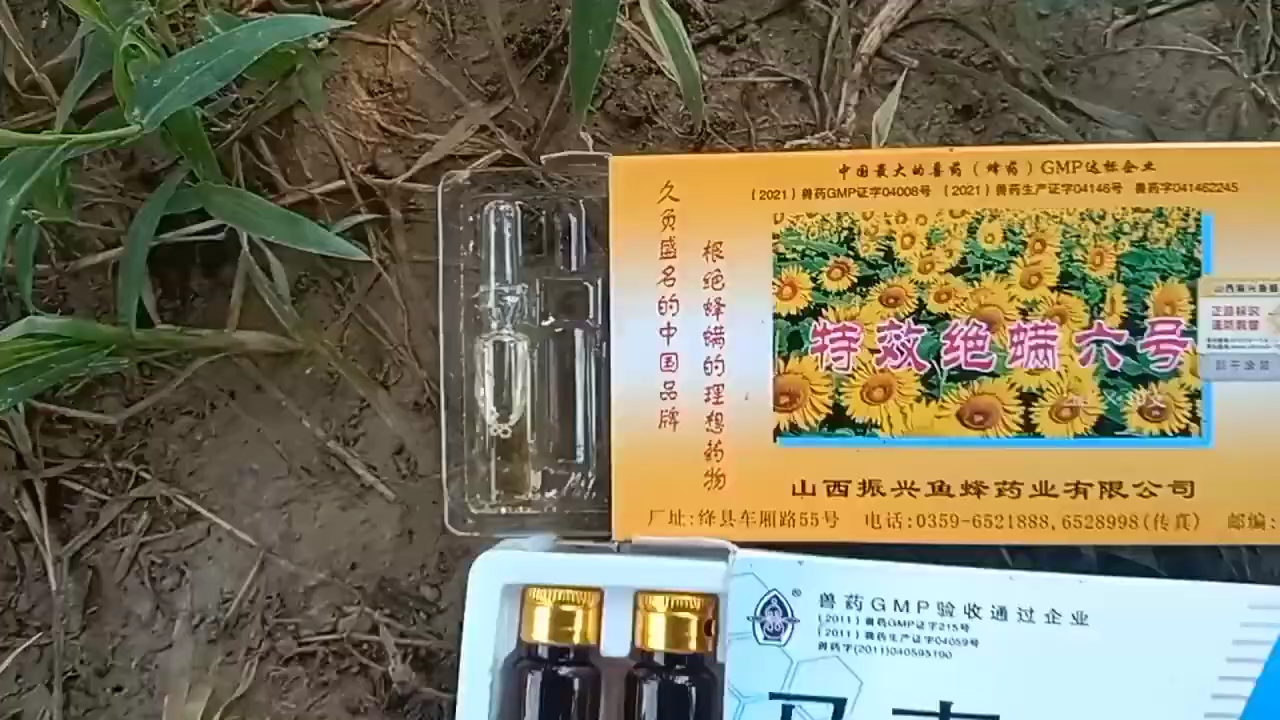 中国最大的兽药（蜂药）GMP达标企业
（2021）兽药GMP证字04008号 （2021）兽药生产证字04146号 兽药字041462245
久负盛名的中国品牌
根绝蜂螨的理想药物
特效绝螨六号
山西振兴鱼蜂药业有限公司
厂址:绛县车厢路55号 电话:0359-6521888,6528998(传真) 邮编:
兽药GMP验收通过企业
(2011)兽药GMP证字215号
(2011)兽药生产证字04059号
兽药字(2011)040595190